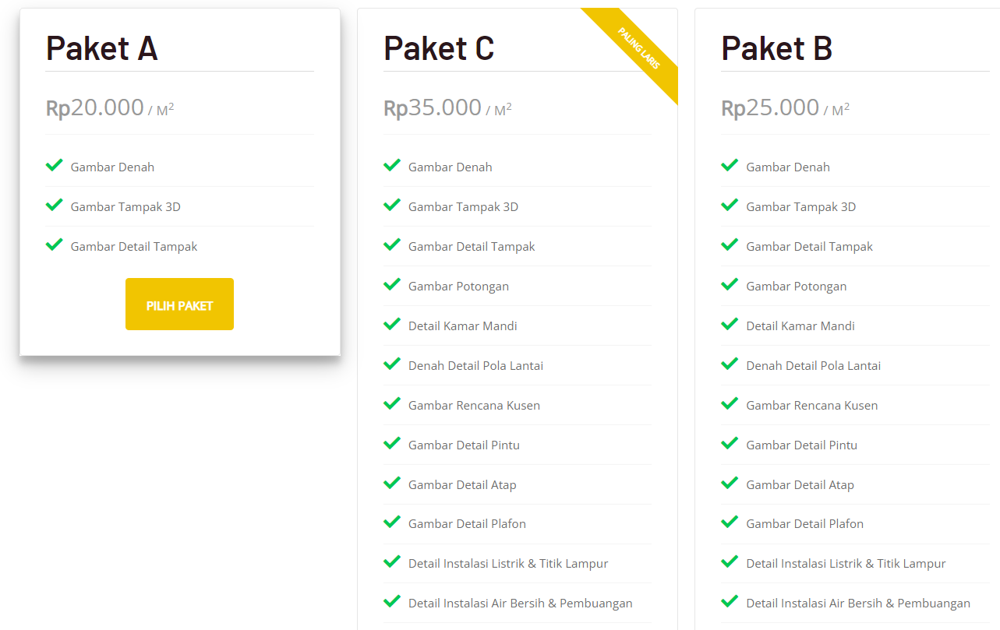 Paket A
Rp20.000 / M²
Gambar Denah
Gambar Tampak 3D
Gambar Detail Tampak
PILIH PAKET
Paket C
PALING LARIS
Rp35.000 / M²
Gambar Denah
Gambar Tampak 3D
Gambar Detail Tampak
Gambar Potongan
Detail Kamar Mandi
Denah Detail Pola Lantai
Gambar Rencana Kusen
Gambar Detail Pintu
Gambar Detail Atap
Gambar Detail Plafon
Detail Instalasi Listrik & Titik Lampur
Detail Instalasi Air Bersih & Pembuangan
Paket B
Rp25.000 / M²
Gambar Denah
Gambar Tampak 3D
Gambar Detail Tampak
Gambar Potongan
Detail Kamar Mandi
Denah Detail Pola Lantai
Gambar Rencana Kusen
Gambar Detail Pintu
Gambar Detail Atap
Gambar Detail Plafon
Detail Instalasi Listrik & Titik Lampur
Detail Instalasi Air Bersih & Pembuangan